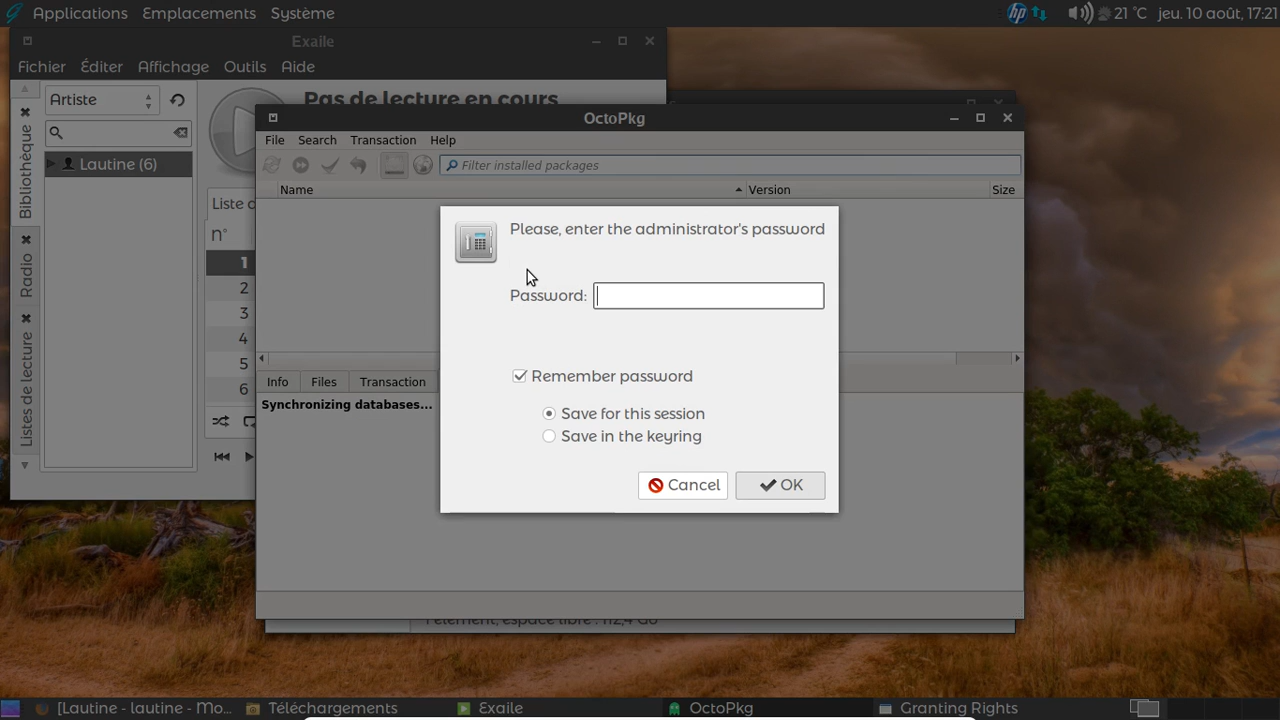 Applications Emplacements Système
hp 21 °C jeu. 10 août, 17:21
Exaile
Fichier Éditer Affichage Outils Aide
Artiste
Pas de lecture en cours
Bibliothèque
Radio
Listes de lecture
Lautine (6)
Liste d
n°
1
2
3
4
5
6
OctoPkg
File Search Transaction Help
Filter installed packages
Name Version Size
Info Files Transaction
Synchronizing databases...
Please, enter the administrator's password
Password:
Remember password
Save for this session
Save in the keyring
Cancel OK
1 élément, espace libre : 112,4 Go
[Lautine - lautine - Mo... Téléchargements Exaile OctoPkg Granting Rights